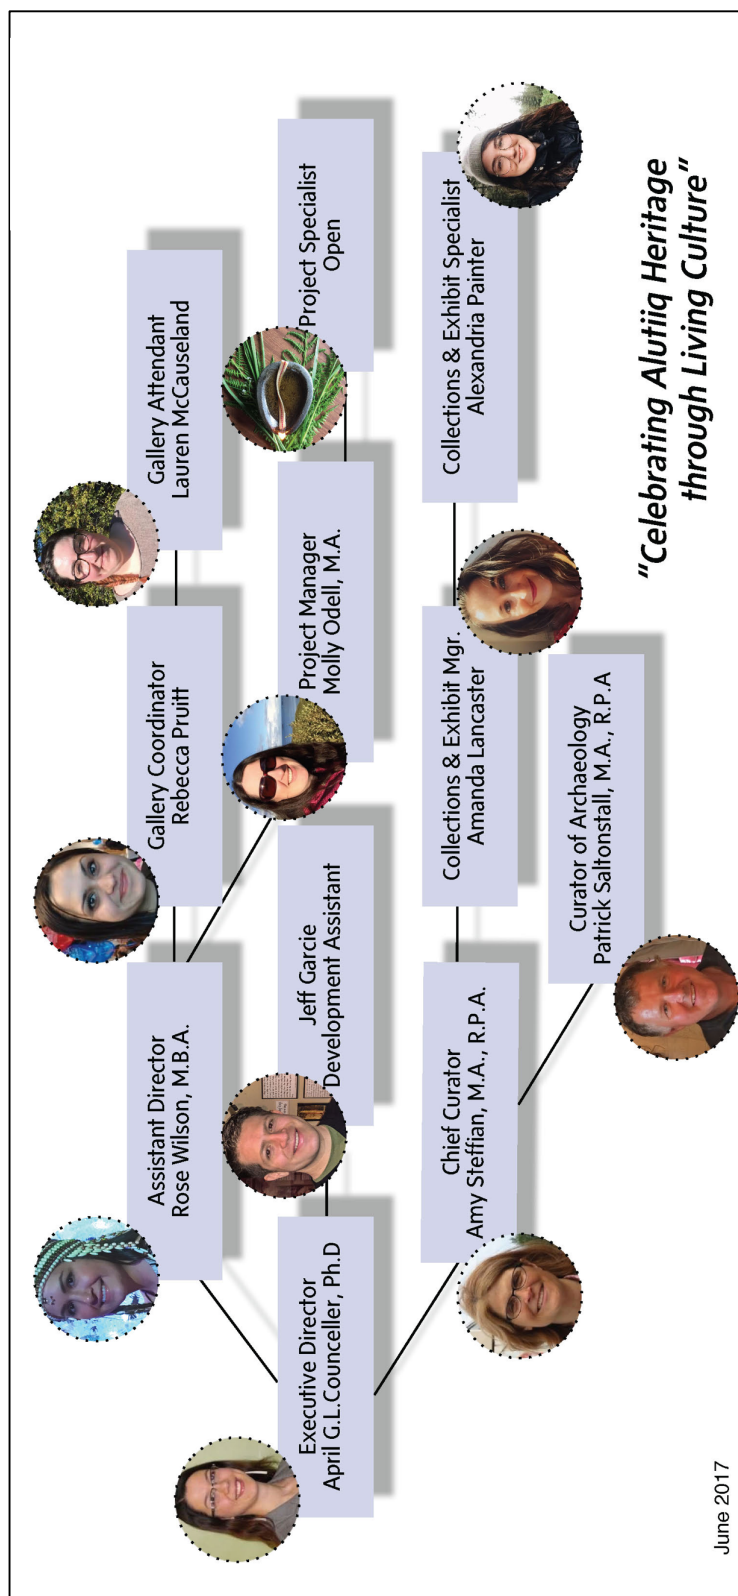 Executive Director
April G.L.Counceller, Ph.D
Assistant Director
Rose Wilson, M.B.A.
Gallery Coordinator
Rebecca Pruitt
Gallery Attendant
Lauren McCauseland
Jeff Garcie
Development Assistant
Project Manager
Molly Odell, M.A.
Project Specialist
Open
Chief Curator
Amy Steffian, M.A., R.P.A.
Collections & Exhibit Mgr.
Amanda Lancaster
Collections & Exhibit Specialist
Alexandria Painter
Curator of Archaeology
Patrick Saltonstall, M.A., R.P.A
"Celebrating Alutiiq Heritage
through Living Culture"
June 2017